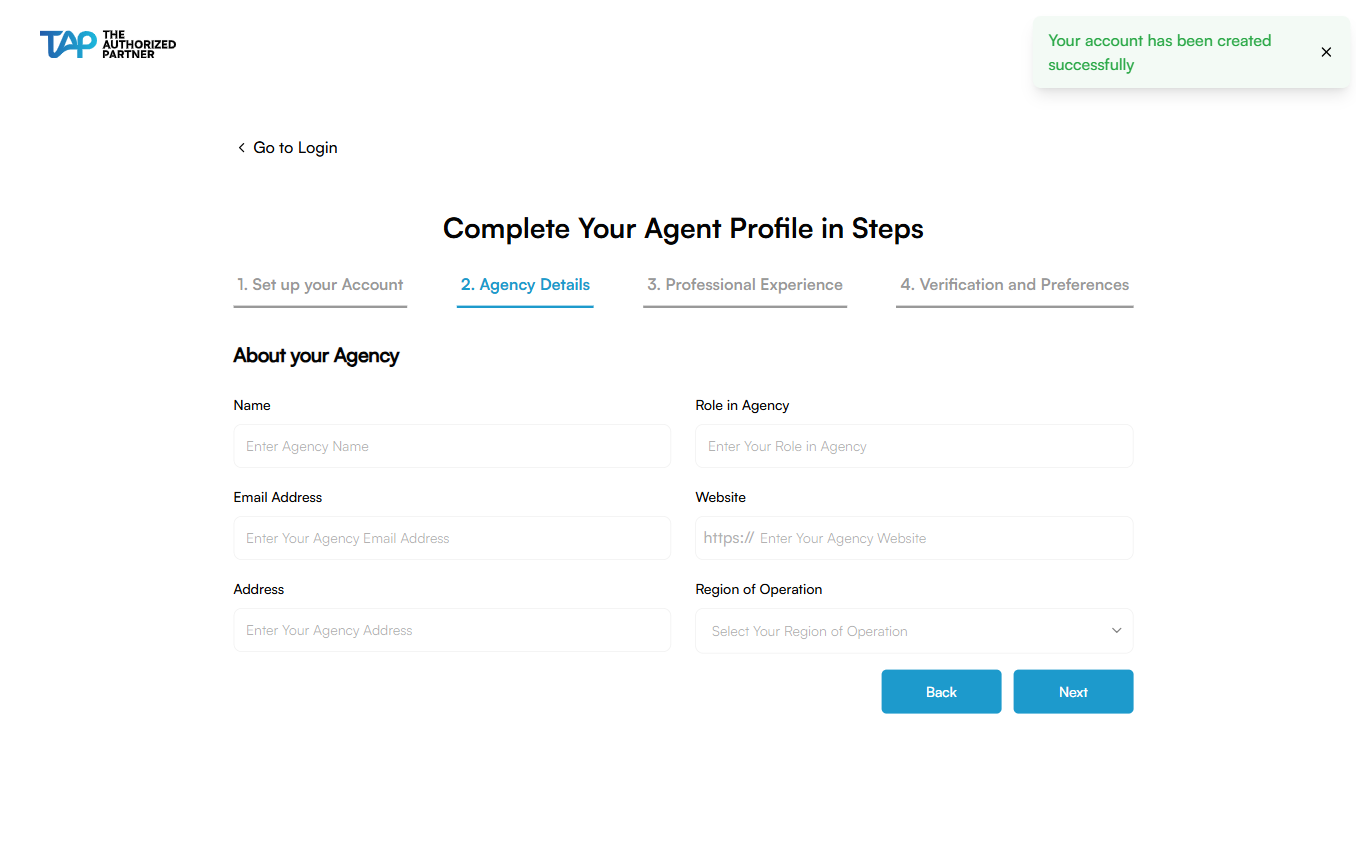 TAP THE
AUTHORIZED
PARTNER
Your account has been created
successfully
Go to Login
Complete Your Agent Profile in Steps
1. Set up your Account
2. Agency Details
3. Professional Experience
4. Verification and Preferences
About your Agency
Name
Role in Agency
Enter Agency Name
Enter Your Role in Agency
Email Address
Website
Enter Your Agency Email Address
https:// Enter Your Agency Website
Address
Region of Operation
Enter Your Agency Address
Select Your Region of Operation
Back
Next